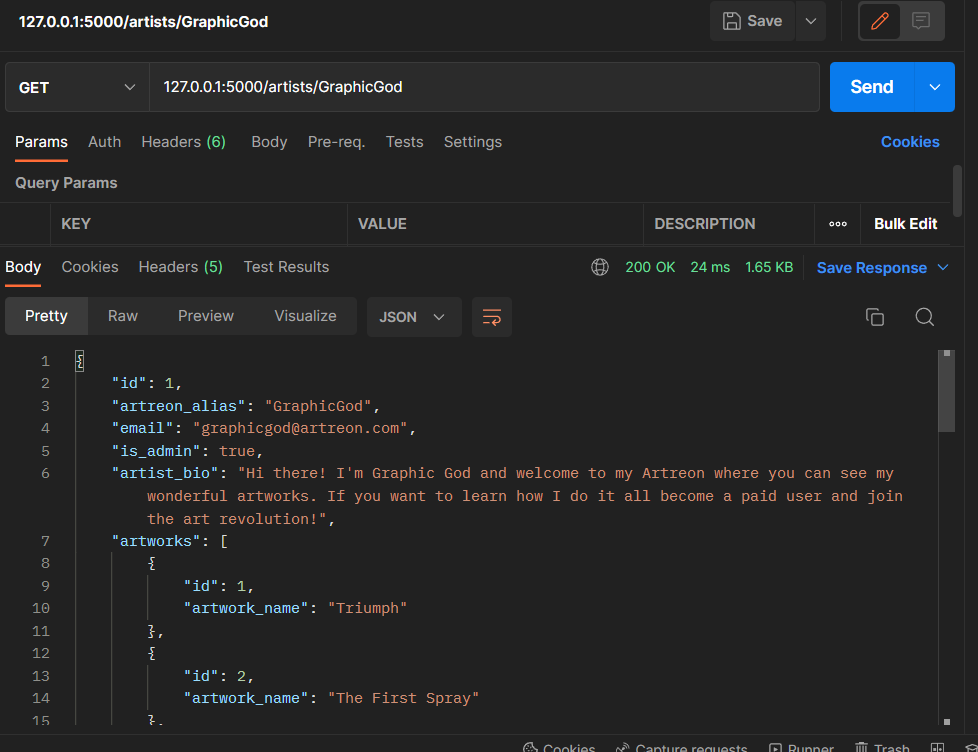 127.0.0.1:5000/artists/GraphicGod Save
GET 127.0.0.1:5000/artists/GraphicGod Send
Params Auth Headers (6) Body Pre-req. Tests Settings Cookies
Query Params
KEY VALUE DESCRIPTION ooo Bulk Edit
Body Cookies Headers (5) Test Results 200 OK 24 ms 1.65 KB Save Response
Pretty Raw Preview Visualize JSON
1 {
2 "id": 1,
3 "artreon_alias": "GraphicGod",
4 "email": "graphicgod@artreon.com",
5 "is_admin": true,
6 "artist_bio": "Hi there! I'm Graphic God and welcome to my Artreon where you can see my
wonderful artworks. If you want to learn how I do it all become a paid user and join
the art revolution!",
7 "artworks": [
8 {
9 "id": 1,
10 "artwork_name": "Triumph"
11 },
12 {
13 "id": 2,
14 "artwork_name": "The First Spray"
15 },
Cookies Capture requests Runner Trash